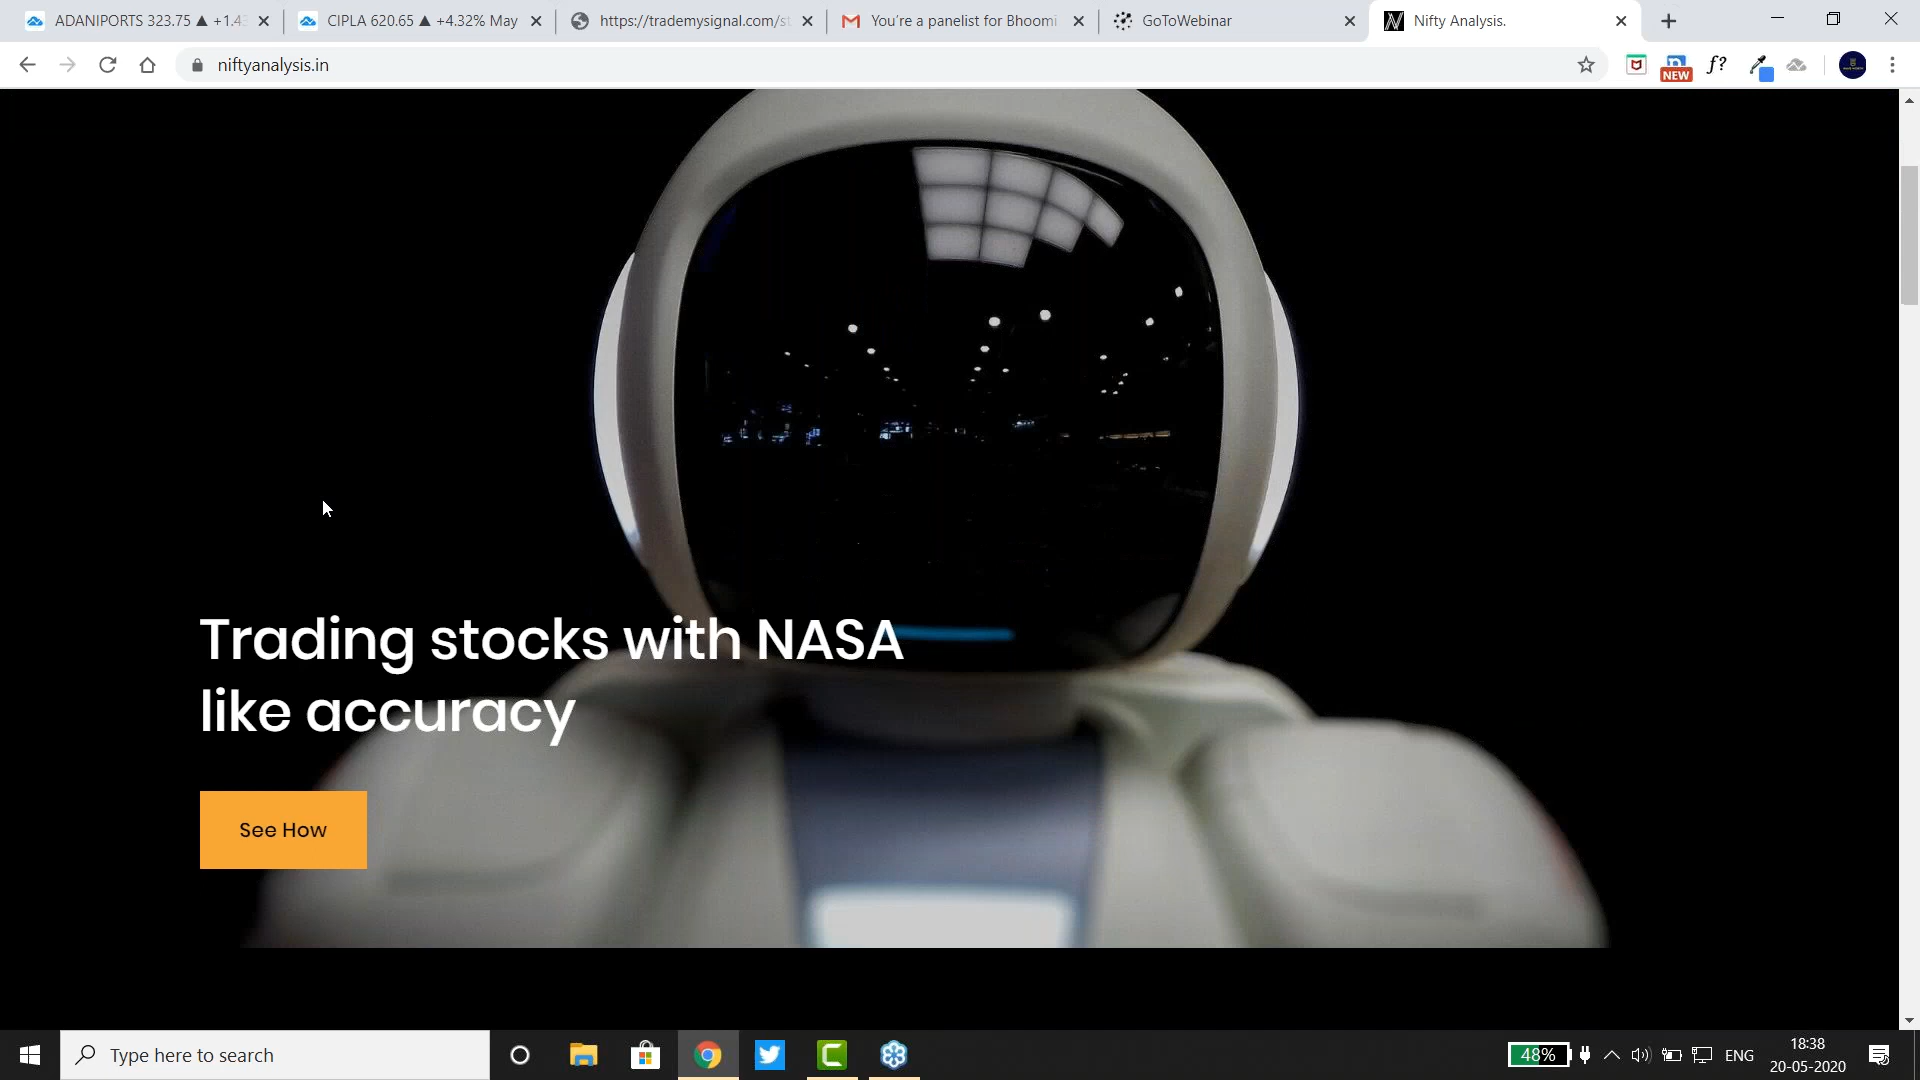 ADANIPORTS 323.75 ▲ +1.4
CIPLA 620.65 ▲ +4.32% May
https://trademysignal.com/st
You're a panelist for Bhoomi
GoToWebinar
Nifty Analysis.
niftyanalysis.in
NEW
f?
Trading stocks with NASA
like accuracy
See How
Type here to search
48%
ENG
18:38
20-05-2020